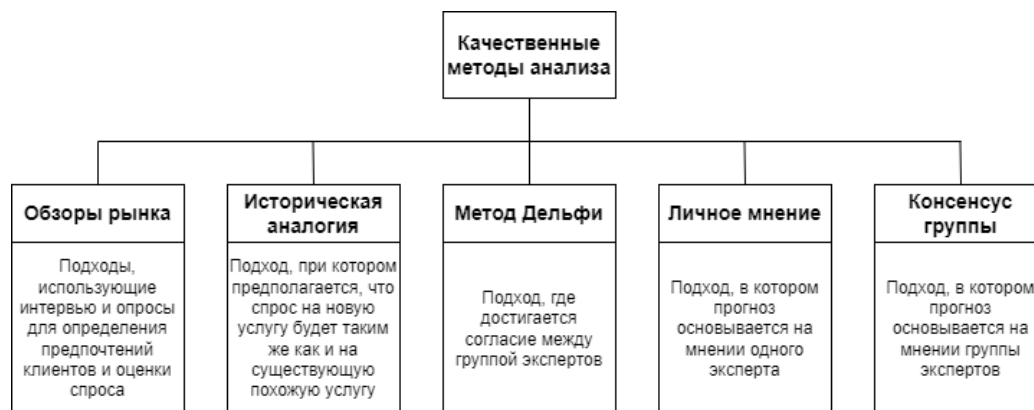 Качественные
методы анализа
Обзоры рынка
Подходы,
использующие
интервью и опросы
для определения
предпочтений
клиентов и оценки
спроса
Историческая
аналогия
Подход, при котором
предполагается, что
спрос на новую
услугу будет таким
же как и на
существующую
похожую услугу
Метод Дельфи
Подход, где
достигается
согласие между
группой экспертов
Личное мнение
Подход, в котором
прогноз
основывается на
мнении одного
эксперта
Консенсус
группы
Подход, в котором
прогноз
основывается на
мнении группы
экспертов